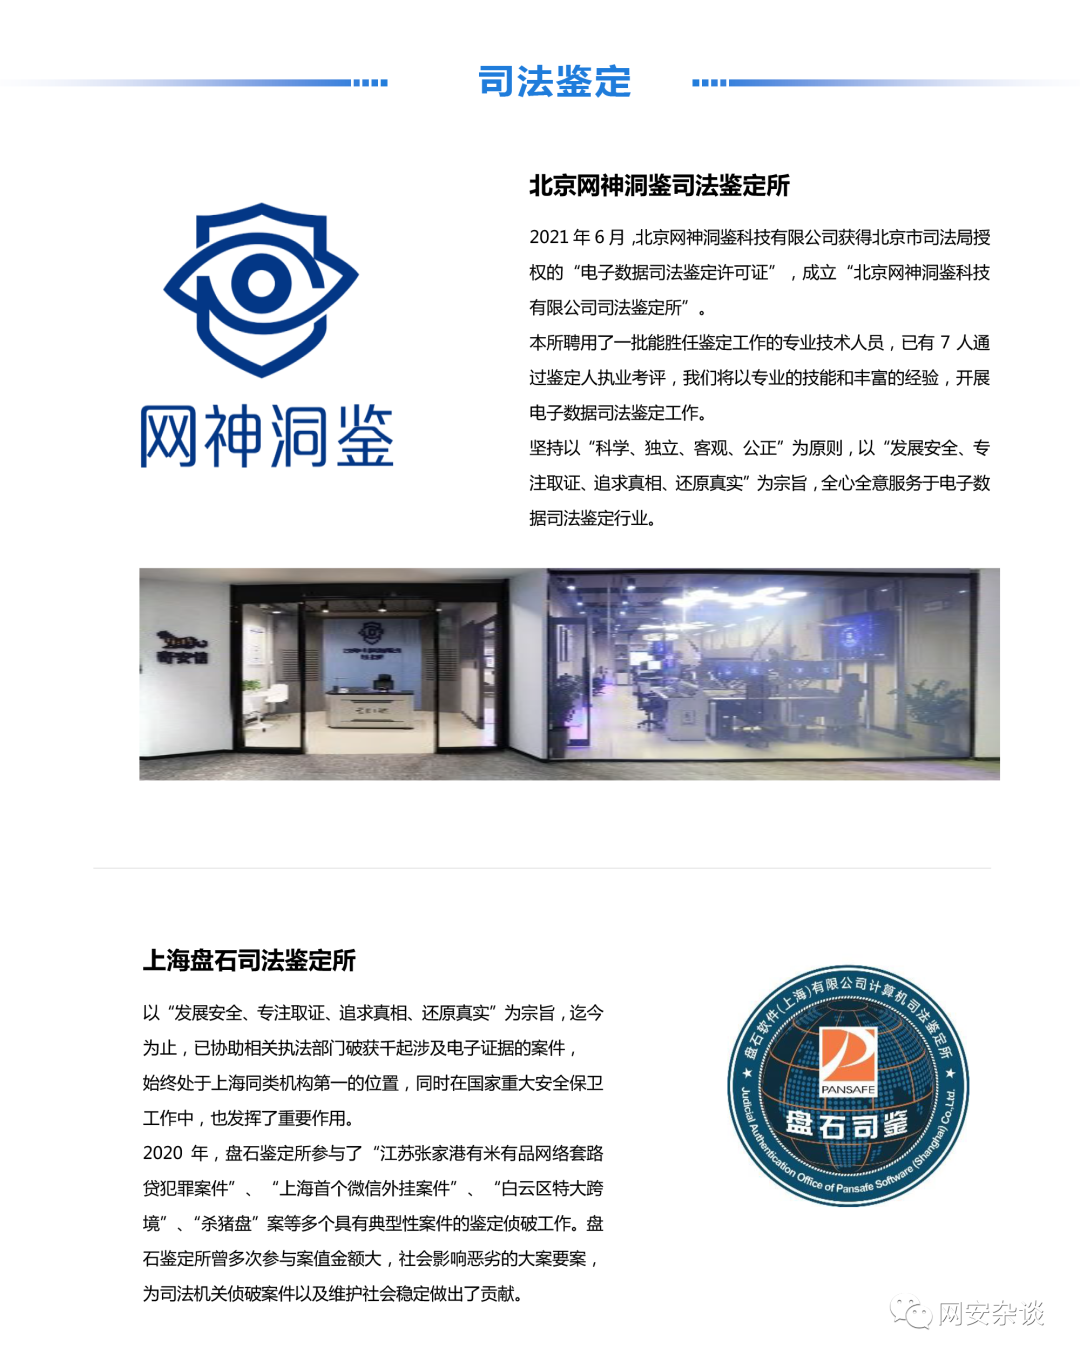 司法鉴定
北京网神洞鉴司法鉴定所
2021 年 6 月 ,北京网神洞鉴科技有限公司获得北京市司法局授
权的“电子数据司法鉴定许可证”，成立“北京网神洞鉴科技
有限公司司法鉴定所”。
本所聘用了一批能胜任鉴定工作的专业技术人员，已有 7 人通
过鉴定人执业考评，我们将以专业的技能和丰富的经验，开展
电子数据司法鉴定工作。
坚持以“科学、独立、客观、公正”为原则，以“发展安全、专
注取证、追求真相、还原真实”为宗旨，全心全意服务于电子数
据司法鉴定行业。
网神洞鉴
奇安信
上海盘石司法鉴定所
以“发展安全、专注取证、追求真相、还原真实”为宗旨，迄今
为止，已协助相关执法部门破获千起涉及电子证据的案件，
始终处于上海同类机构第一的位置，同时在国家重大安全保卫
工作中，也发挥了重要作用。
2020 年，盘石鉴定所参与了“江苏张家港有米有品网络套路
贷犯罪案件”、“上海首个微信外挂案件”、“白云区特大跨
境”、“杀猪盘”案等多个具有典型性案件的鉴定侦破工作。盘
石鉴定所曾多次参与案值金额大，社会影响恶劣的大案要案，
为司法机关侦破案件以及维护社会稳定做出了贡献。
★ 盘石软件(上海)有限公司计算机司法鉴定所 ★
PANSAFE
盘石司鉴
Judicial Authentication Office of Pansafe Software (Shanghai) Co.,Ltd.
网安杂谈